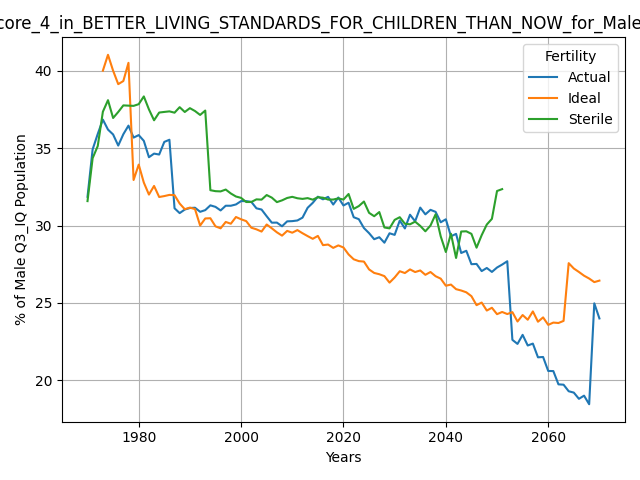 core_4_in_BETTER_LIVING_STANDARDS_FOR_CHILDREN_THAN_NOW_for_Male
% of Male Q3_IQ Population
40
35
30
25
20
Fertility
Actual
Ideal
Sterile
1980
2000
2020
2040
2060
Years